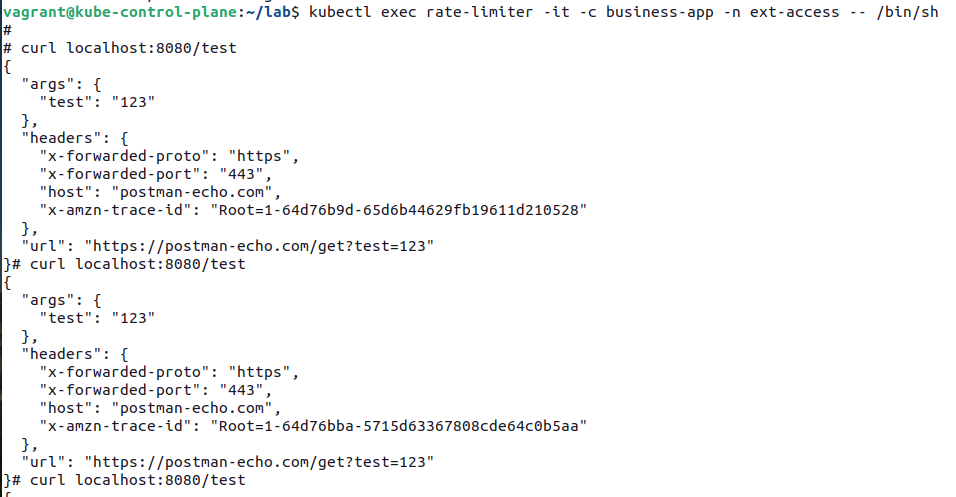 vagrant@kube-control-plane:~/lab$ kubectl exec rate-limiter -it -c business-app -n ext-access -- /bin/sh
#
# curl localhost:8080/test
{
  "args": {
    "test": "123"
  },
  "headers": {
    "x-forwarded-proto": "https",
    "x-forwarded-port": "443",
    "host": "postman-echo.com",
    "x-amzn-trace-id": "Root=1-64d76b9d-65d6b44629fb19611d210528"
  },
  "url": "https://postman-echo.com/get?test=123"
}# curl localhost:8080/test
{
  "args": {
    "test": "123"
  },
  "headers": {
    "x-forwarded-proto": "https",
    "x-forwarded-port": "443",
    "host": "postman-echo.com",
    "x-amzn-trace-id": "Root=1-64d76bba-5715d63367808cde64c0b5aa"
  },
  "url": "https://postman-echo.com/get?test=123"
}# curl localhost:8080/test
{